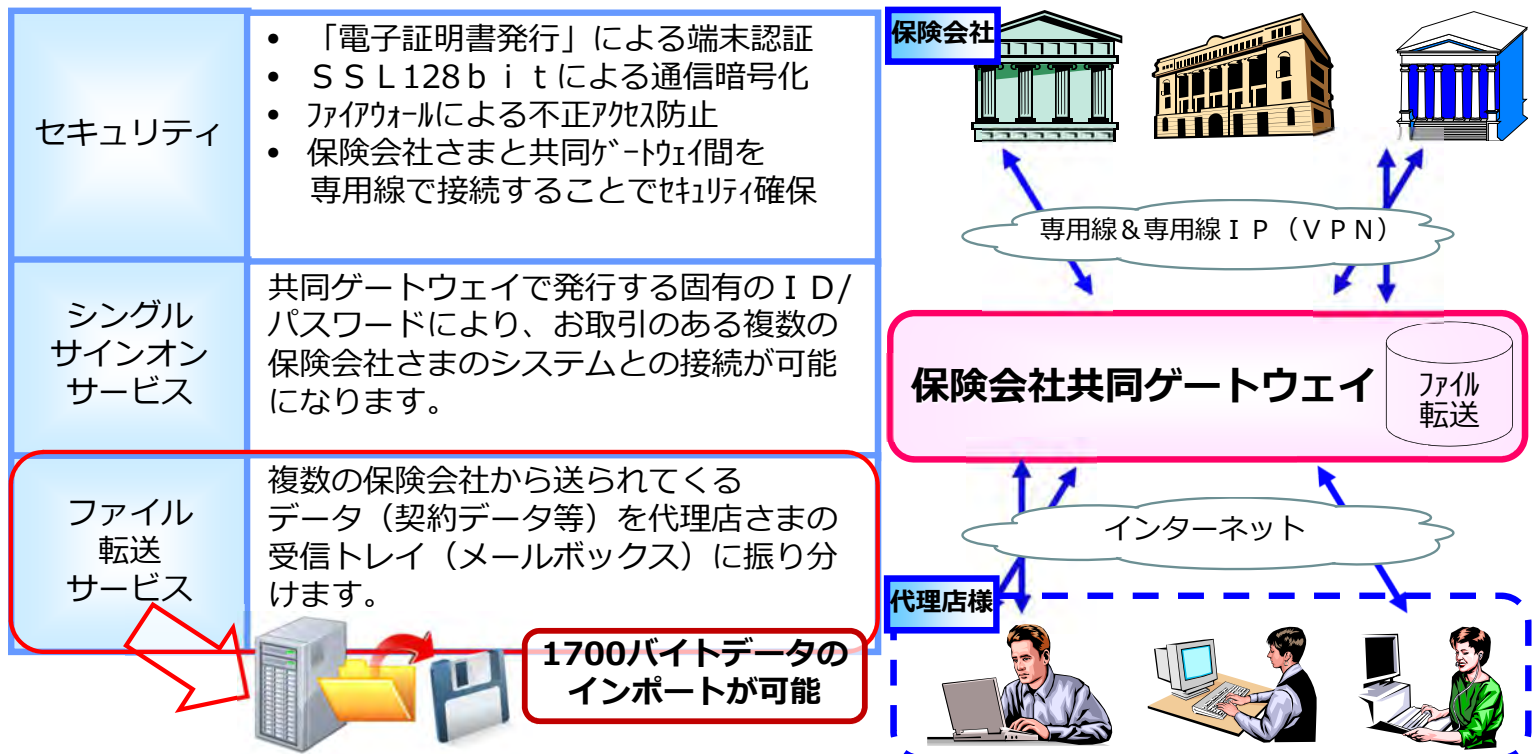 セキュリティ
• 「電子証明書発行」による端末認証
• ＳＳＬ128ｂｉｔによる通信暗号化
• ﾌｧｲｱｳｫｰﾙによる不正ｱｸｾｽ防止
• 保険会社さまと共同ｹﾞｰﾄｳｪｲ間を
専用線で接続することでｾｷｭﾘﾃｨ確保
シングル
サインオン
サービス
共同ゲートウェイで発行する固有のＩＤ/
パスワードにより、お取引のある複数の
保険会社さまのシステムとの接続が可能
になります。
ファイル
転送
サービス
複数の保険会社から送られてくる
データ（契約データ等）を代理店さまの
受信トレイ（メールボックス）に振り分
けます。
1700バイトデータの
インポートが可能
保険会社
専用線＆専用線ＩＰ（ＶＰＮ）
保険会社共同ゲートウェイ
ﾌｧｲﾙ
転送
インターネット
代理店様